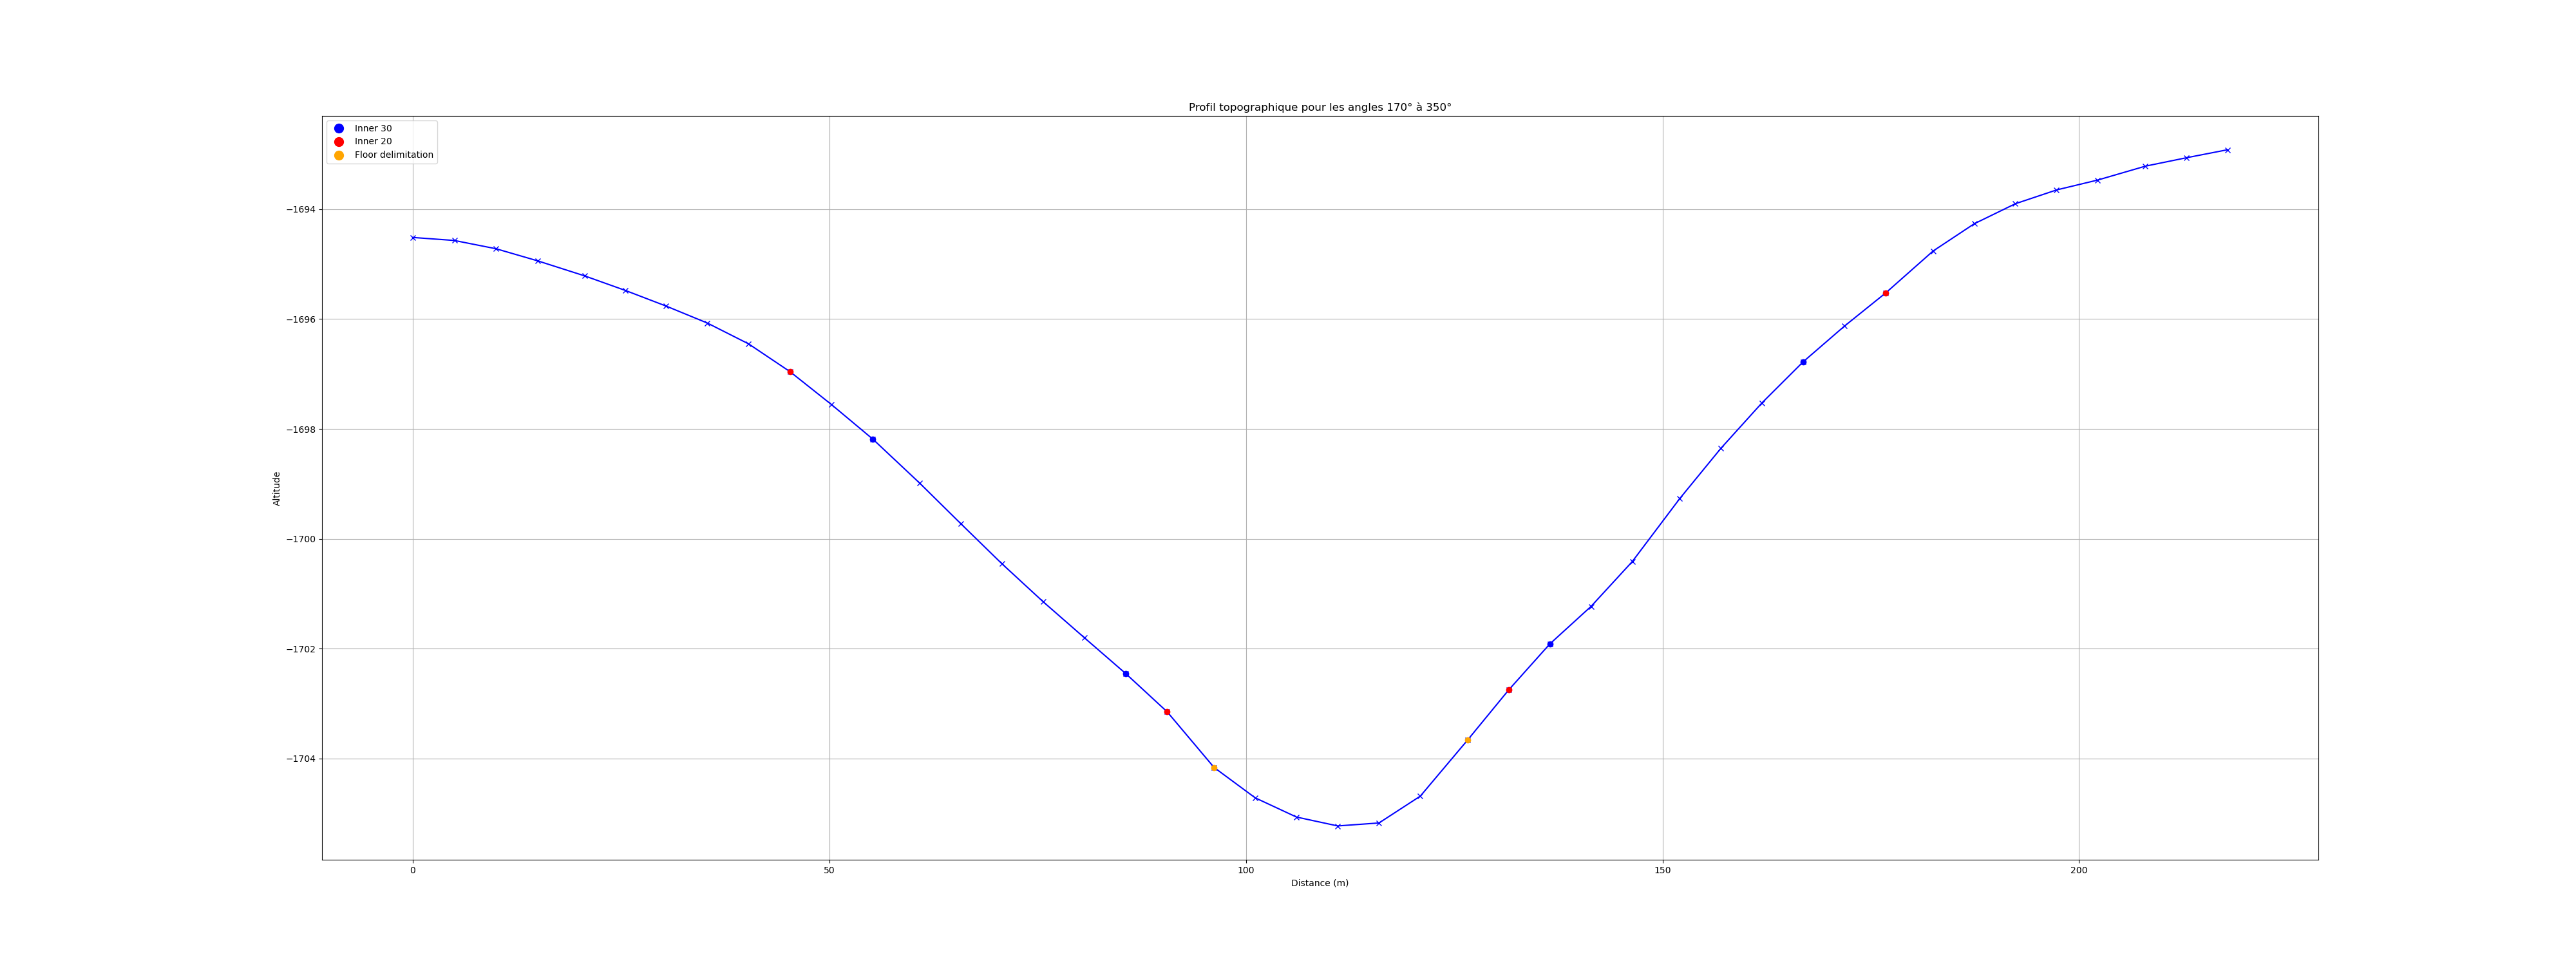 Profil topographique pour les angles 170° à 350°
Inner 30
Inner 20
Floor delimitation
−1694
−1696
−1698
−1700
−1702
−1704
Altitude
0
50
100
150
200
Distance (m)